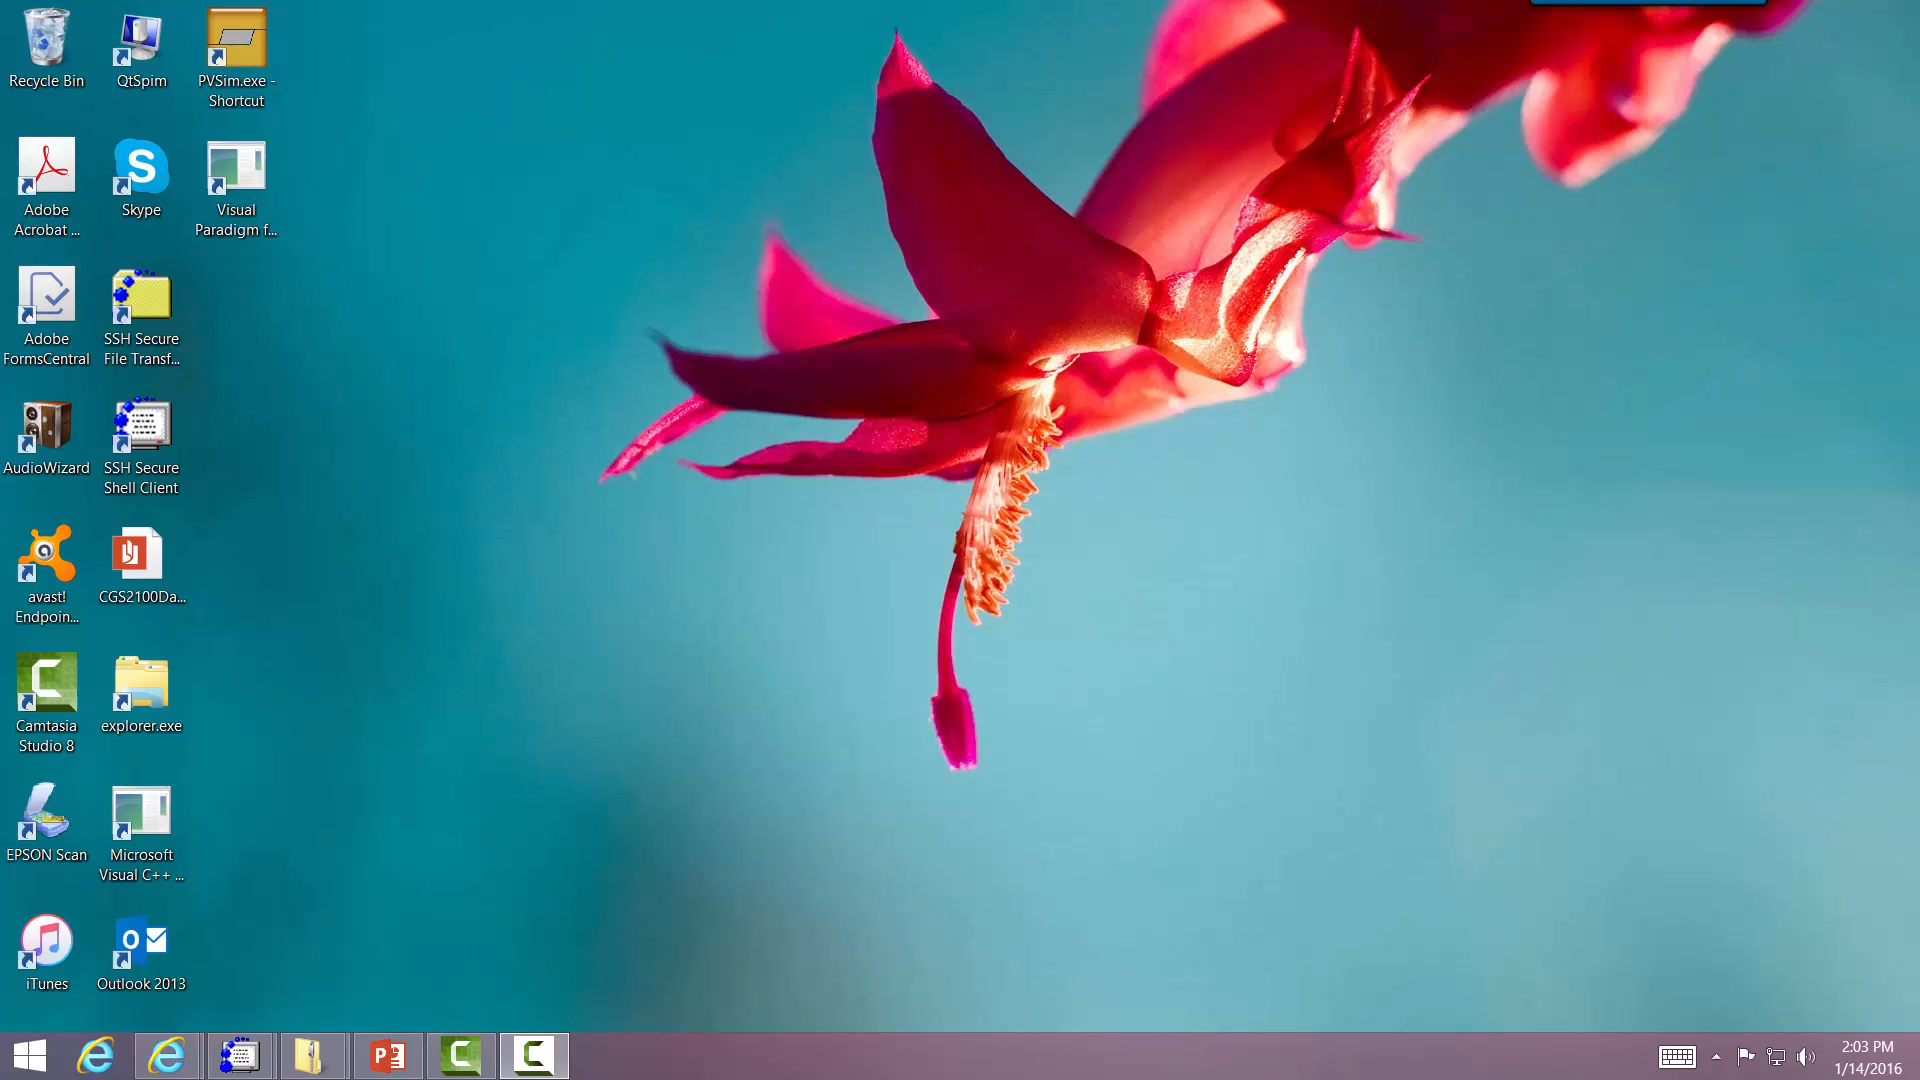 Recycle Bin
QtSpim
PVSim.exe -
Shortcut
Adobe
Acrobat ...
Skype
Visual
Paradigm f...
Adobe
FormsCentral
SSH Secure
File Transf...
AudioWizard
SSH Secure
Shell Client
avast!
Endpoin...
CGS2100Da...
Camtasia
Studio 8
explorer.exe
EPSON Scan
Microsoft
Visual C++ ...
iTunes
Outlook 2013
2:03 PM
1/14/2016